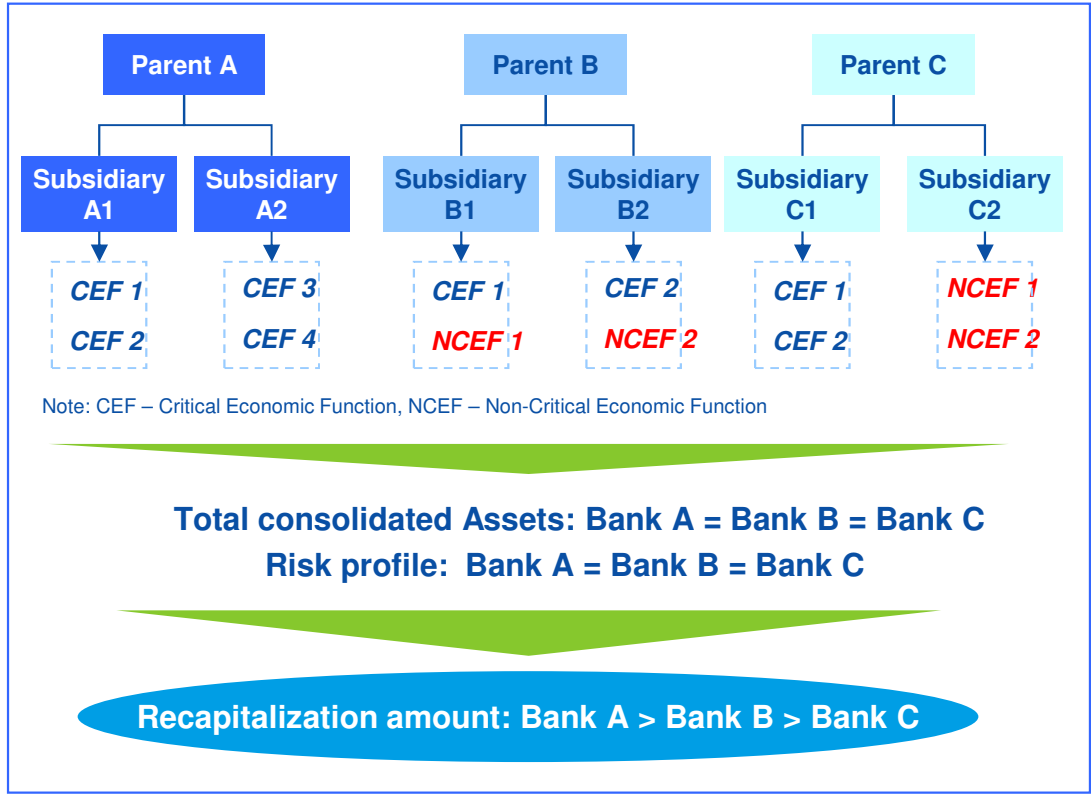 Parent A
Parent B
Parent C
Subsidiary
A1
Subsidiary
A2
Subsidiary
B1
Subsidiary
B2
Subsidiary
C1
Subsidiary
C2
CEF 1
CEF 2
CEF 3
CEF 4
CEF 1
NCEF 1
CEF 2
NCEF 2
CEF 1
CEF 2
NCEF 1
NCEF 2
Note: CEF – Critical Economic Function, NCEF – Non-Critical Economic Function
Total consolidated Assets: Bank A = Bank B = Bank C
Risk profile: Bank A = Bank B = Bank C
Recapitalization amount: Bank A > Bank B > Bank C